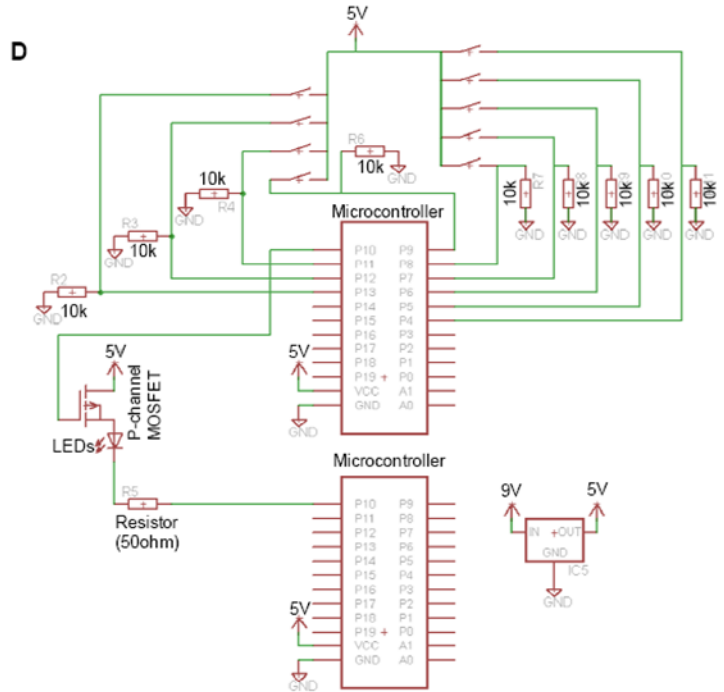 D
5V
R6
10k
GND
10k
R4
GND
R3
10k
GND
R2
10k
GND
10k
R7
GND
10k
8
GND
10k
9
GND
10k
0
GND
10k
1
GND
Microcontroller
P10 P9
P11 P8
P12 P7
P13 P6
P14 P5
P15 P4
P16 P3
P17 P2
P18 P1
P19 + P0
VCC A1
GND A0
5V
GND
5V
P-channel
MOSFET
LEDs
R5
Resistor
(50ohm)
Microcontroller
P10 P9
P11 P8
P12 P7
P13 P6
P14 P5
P15 P4
P16 P3
P17 P2
P18 P1
P19 + P0
VCC A1
GND A0
5V
GND
9V 5V
IN +OUT
GND
IC5
GND